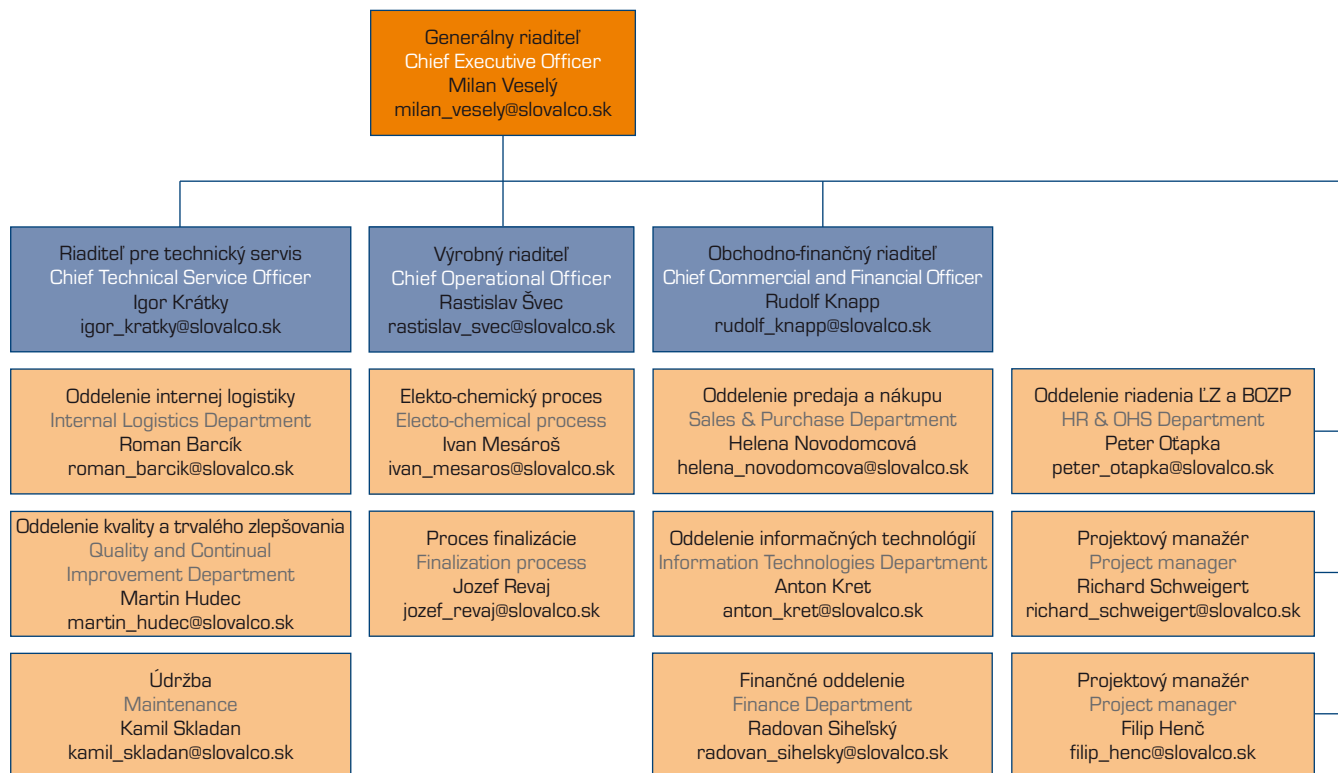 Generálny riaditeľ
Chief Executive Officer
Milan Veselý
milan_vesely@slovalco.sk
Riaditeľ pre technický servis
Chief Technical Service Officer
Igor Krátky
igor_kratky@slovalco.sk
Výrobný riaditeľ
Chief Operational Officer
Rastislav Švec
rastislav_svec@slovalco.sk
Obchodno-finančný riaditeľ
Chief Commercial and Financial Officer
Rudolf Knapp
rudolf_knapp@slovalco.sk
Oddelenie internej logistiky
Internal Logistics Department
Roman Barcík
roman_barcik@slovalco.sk
Elekto-chemický proces
Electo-chemical process
Ivan Mesároš
ivan_mesaros@slovalco.sk
Oddelenie predaja a nákupu
Sales & Purchase Department
Helena Novodomcová
helena_novodomcova@slovalco.sk
Oddelenie riadenia ĽZ a BOZP
HR & OHS Department
Peter Oťapka
peter_otapka@slovalco.sk
Oddelenie kvality a trvalého zlepšovania
Quality and Continual
Improvement Department
Martin Hudec
martin_hudec@slovalco.sk
Proces finalizácie
Finalization process
Jozef Revaj
jozef_revaj@slovalco.sk
Oddelenie informačných technológií
Information Technologies Department
Anton Kret
anton_kret@slovalco.sk
Projektový manažér
Project manager
Richard Schweigert
richard_schweigert@slovalco.sk
Údržba
Maintenance
Kamil Skladan
kamil_skladan@slovalco.sk
Finančné oddelenie
Finance Department
Radovan Siheľský
radovan_sihelsky@slovalco.sk
Projektový manažér
Project manager
Filip Henč
filip_henc@slovalco.sk